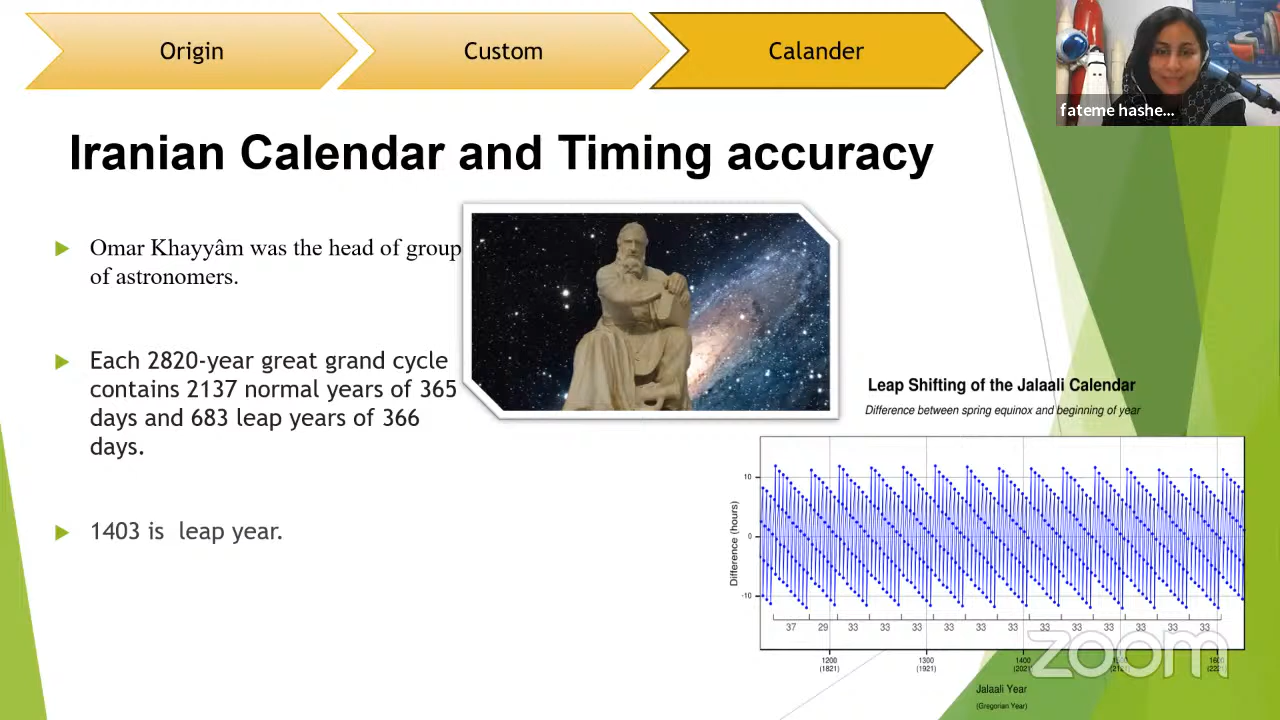 Origin
Custom
Calander
fateme hashe...
Iranian Calendar and Timing accuracy
Omar Khayyâm was the head of group
of astronomers.
Each 2820-year great grand cycle
contains 2137 normal years of 365
days and 683 leap years of 366
days.
1403 is leap year.
Leap Shifting of the Jalaali Calendar
Difference between spring equinox and beginning of year
Difference (hours)
10
0
-10
37 29 33 33 33 33 33 33 33 33 33 33 33 33
1200 1300 1400 1500 1600
(1821) (1921) (2021) (2121) (2221)
Jalaali Year
(Gregorian Year)
zoom